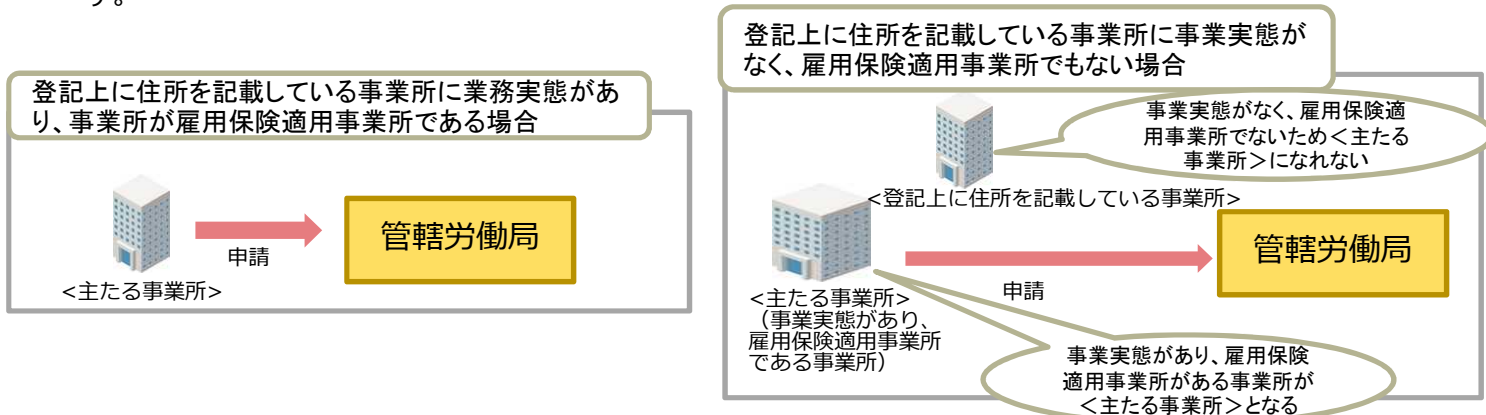 す。
登記上に住所を記載している事業所に業務実態があ
り、事業所が雇用保険適用事業所である場合
申請
管轄労働局
<主たる事業所>
登記上に住所を記載している事業所に事業実態が
なく、雇用保険適用事業所でもない場合
事業実態がなく、雇用保険適
用事業所でないため＜主たる
事業所＞になれない
<登記上に住所を記載している事業所>
管轄労働局
申請
<主たる事業所>
（事業実態があり、
雇用保険適用事業所
である事業所）
事業実態があり、雇用保険
適用事業所がある事業所が
＜主たる事業所＞となる